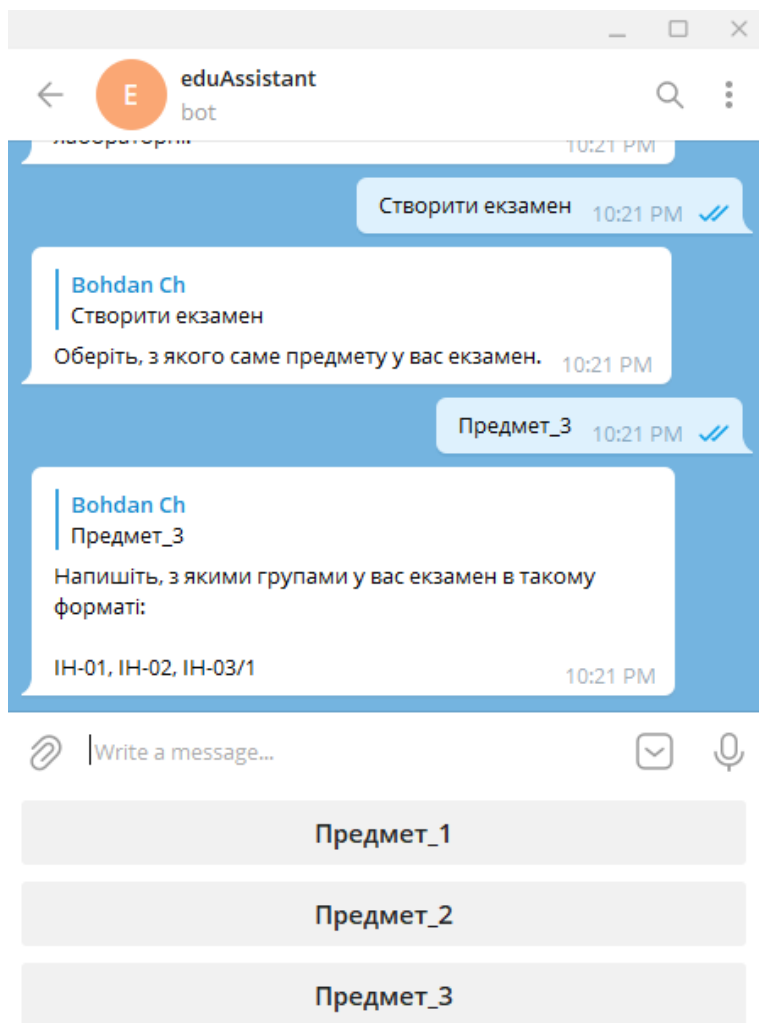 E
eduAssistant
bot
10:21 PM
Створити екзамен 10:21 PM
Bohdan Ch
Створити екзамен
Оберіть, з якого саме предмету у вас екзамен. 10:21 PM
Предмет_3 10:21 PM
Bohdan Ch
Предмет_3
Напишіть, з якими групами у вас екзамен в такому
форматі:
ІН-01, ІН-02, ІН-03/1 10:21 PM
Write a message...
Предмет_1
Предмет_2
Предмет_3